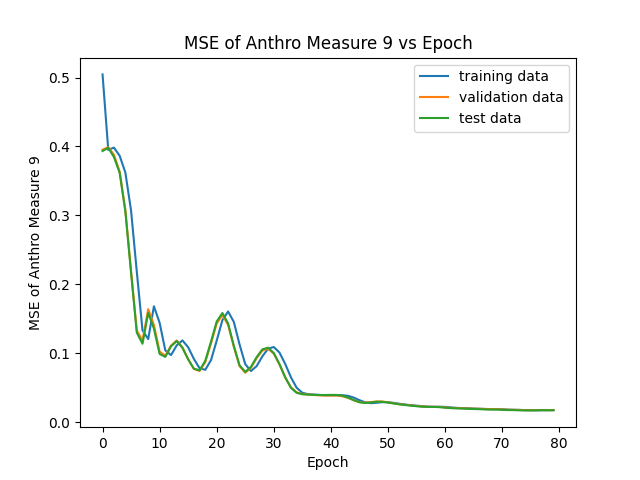 MSE of Anthro Measure 9 vs Epoch
training data
validation data
test data
MSE of Anthro Measure 9
0.5
0.4
0.3
0.2
0.1
0.0
0 10 20 30 40 50 60 70 80
Epoch